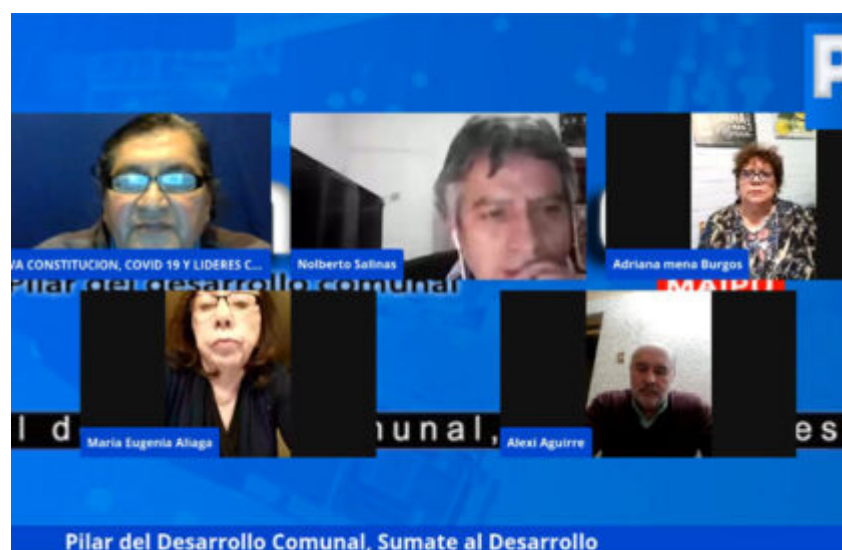 P
VA CONSTITUCION, COVID 19 Y LIDERES C...
Nolberto Salinas
Adriana mena Burgos
Pilar del desarrollo comunal
MAIPU
l d
unal,
es
Maria Eugenia Aliaga
Alexi Aguirre
Pilar del Desarrollo Comunal, Sumate al Desarrollo